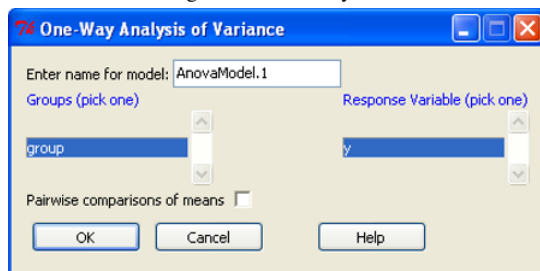 One-Way Analysis of Variance
Enter name for model: AnovaModel.1
Groups (pick one) Response Variable (pick one)
group y
Pairwise comparisons of means
OK Cancel Help